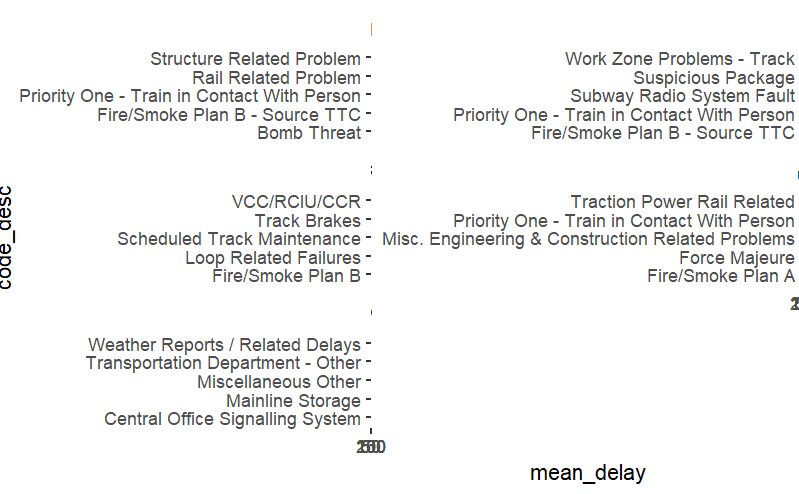 Structure Related Problem
Rail Related Problem
Priority One - Train in Contact With Person
Fire/Smoke Plan B - Source TTC
Bomb Threat
Work Zone Problems - Track
Suspicious Package
Subway Radio System Fault
Priority One - Train in Contact With Person
Fire/Smoke Plan B - Source TTC
code_desc
VCC/RCIU/CCR
Track Brakes
Scheduled Track Maintenance
Loop Related Failures
Fire/Smoke Plan B
Traction Power Rail Related
Priority One - Train in Contact With Person
Misc. Engineering & Construction Related Problems
Force Majeure
Fire/Smoke Plan A
Weather Reports / Related Delays
Transportation Department - Other
Miscellaneous Other
Mainline Storage
Central Office Signalling System
mean_delay